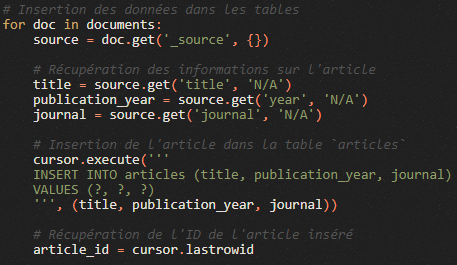 # Insertion des données dans les tables
for doc in documents:
    source = doc.get('_source', {})

    # Récupération des informations sur l'article
    title = source.get('title', 'N/A')
    publication_year = source.get('year', 'N/A')
    journal = source.get('journal', 'N/A')

    # Insertion de l'article dans la table `articles`
    cursor.execute('''
    INSERT INTO articles (title, publication_year, journal)
    VALUES (?, ?, ?)
    ''', (title, publication_year, journal))

    # Récupération de l'ID de l'article inséré
    article_id = cursor.lastrowid